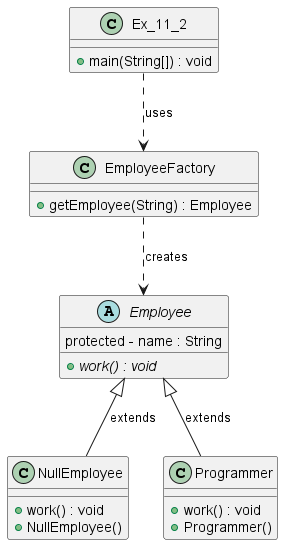 C Ex_11_2
main(String[]) : void
uses
C EmployeeFactory
getEmployee(String) : Employee
creates
A Employee
protected - name : String
work() : void
extends
extends
C NullEmployee
work() : void
NullEmployee()
C Programmer
work() : void
Programmer()